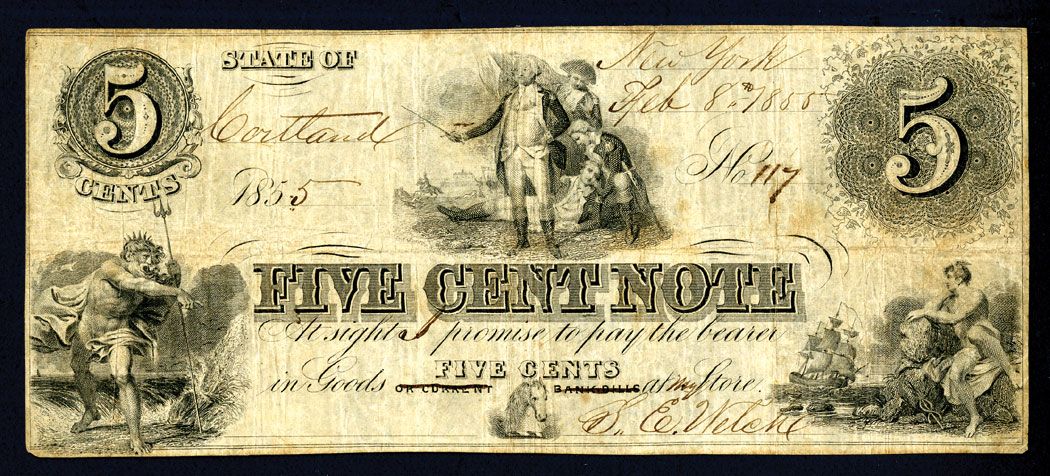 5
CENTS
STATE OF
New York
Cortland
Feb 8th 1855
1855
No 117
5
FIVE CENT NOTE
At sight I promise to pay the bearer
FIVE CENTS
in Goods OR CURRENT BANK BILLS at my Store.
E. Welch